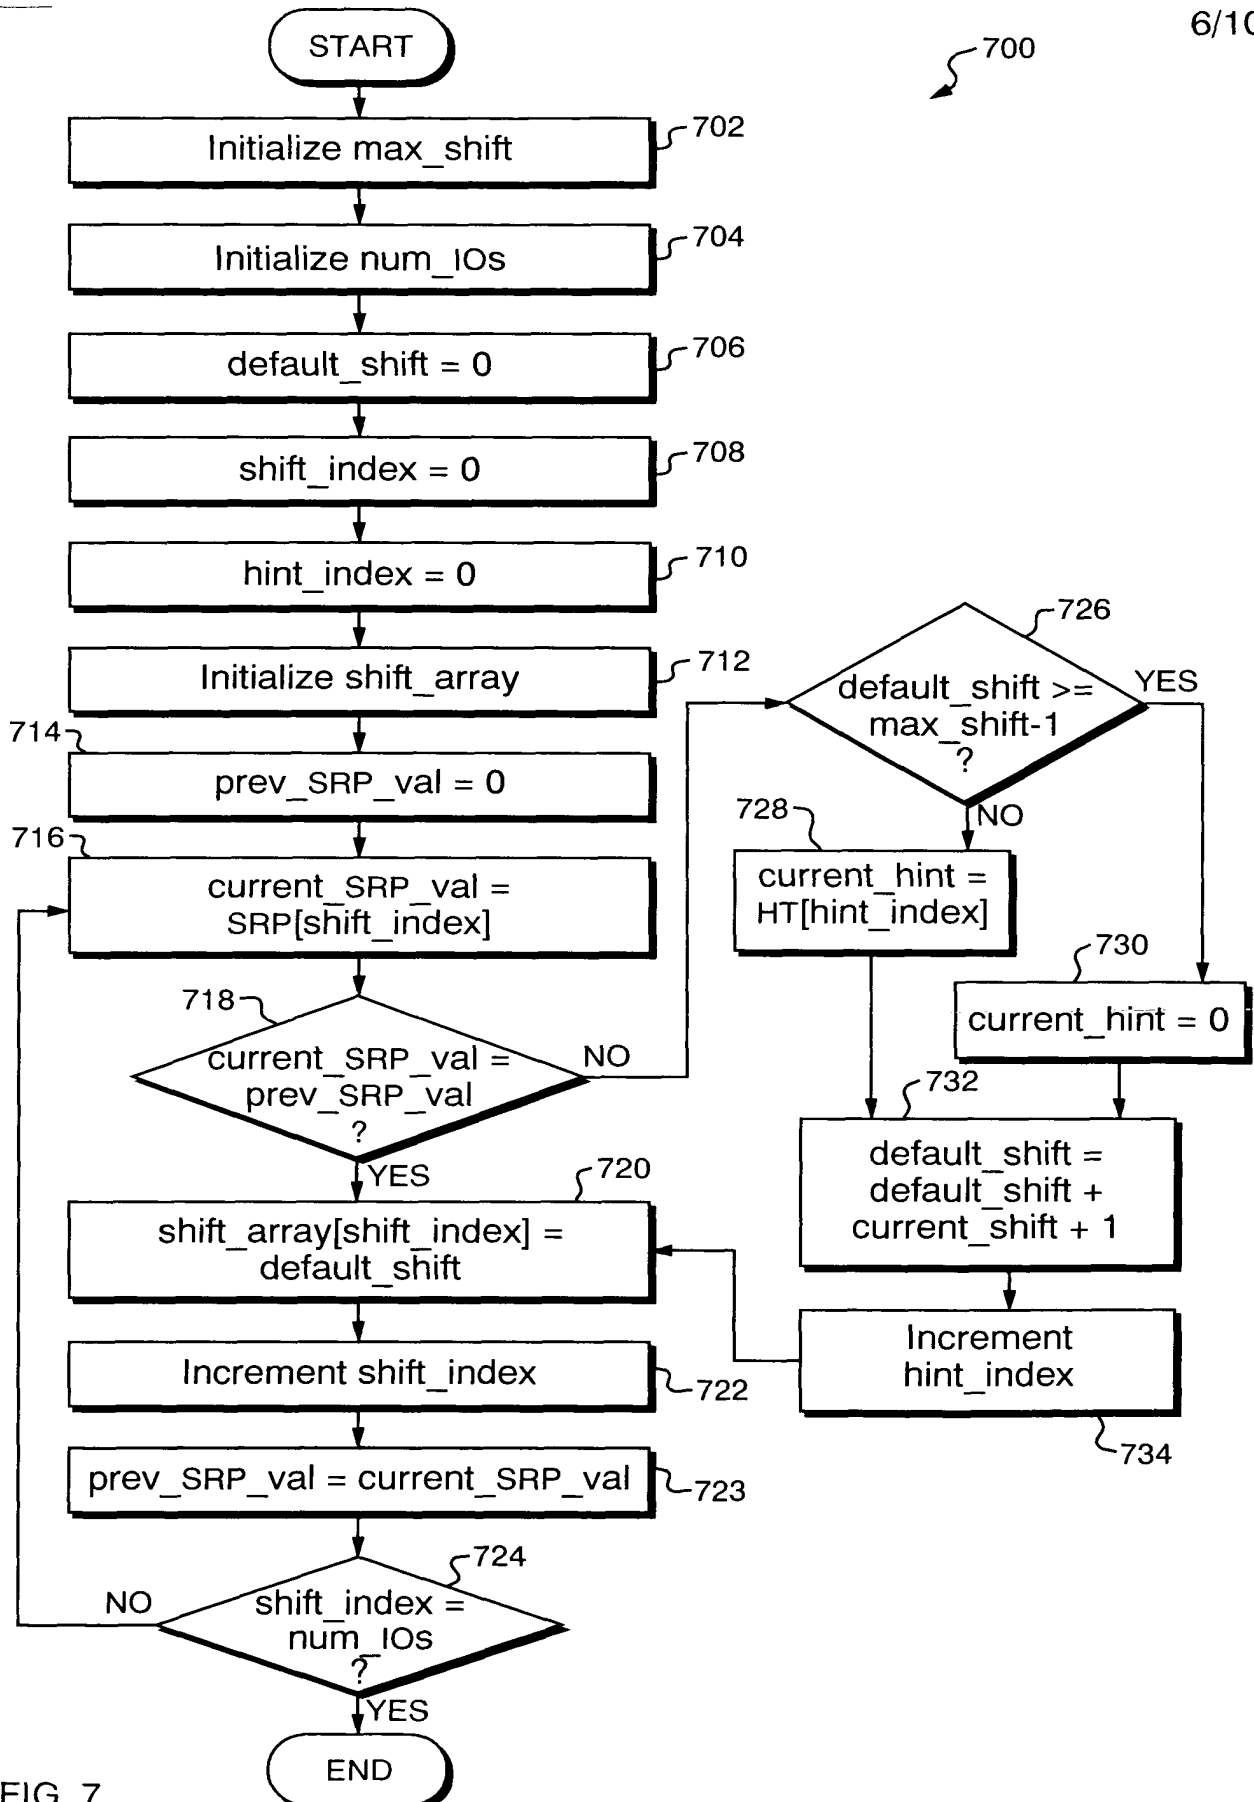 6/10
START
700
Initialize max_shift
702
Initialize num_IOs
704
default_shift = 0
706
shift_index = 0
708
hint_index = 0
710
Initialize shift_array
712
714
prev_SRP_val = 0
716
current_SRP_val =
SRP[shift_index]
718
current_SRP_val =
prev_SRP_val
?
NO
YES
720
shift_array[shift_index] =
default_shift
Increment shift_index
722
prev_SRP_val = current_SRP_val
723
724
shift_index =
num_IOs
?
NO
YES
END
726
default_shift >=
max_shift-1
?
YES
NO
728
current_hint =
HT[hint_index]
730
current_hint = 0
732
default_shift =
default_shift +
current_shift + 1
Increment
hint_index
734
FIG. 7